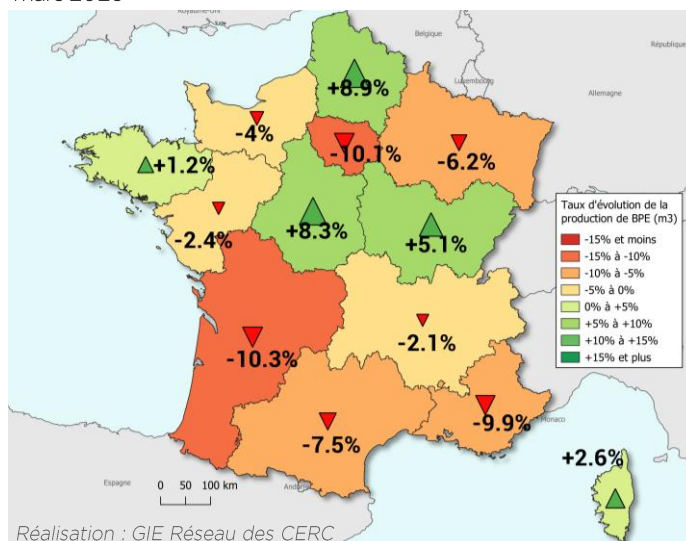 Royaume-Uni
Belgique
République
Luxembourg
Allemagne
+8.9%
-4%
-10.1%
-6.2%
+1.2%
-2.4%
+8.3%
+5.1%
Taux d'évolution de la
production de BPE (m3)
-15% et moins
-15% à -10%
-10% à -5%
-5% à 0%
0% à +5%
+5% à +10%
+10% à +15%
+15% et plus
-10.3%
-2.1%
-7.5%
-9.9%
Monaco
+2.6%
Espagne
0 50 100 km
Réalisation : GIE Réseau des CERC